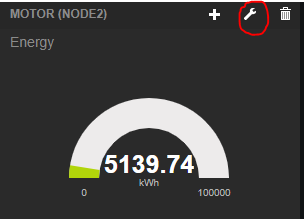 MOTOR (NODE2)
Energy
5139.74
kWh
0 100000